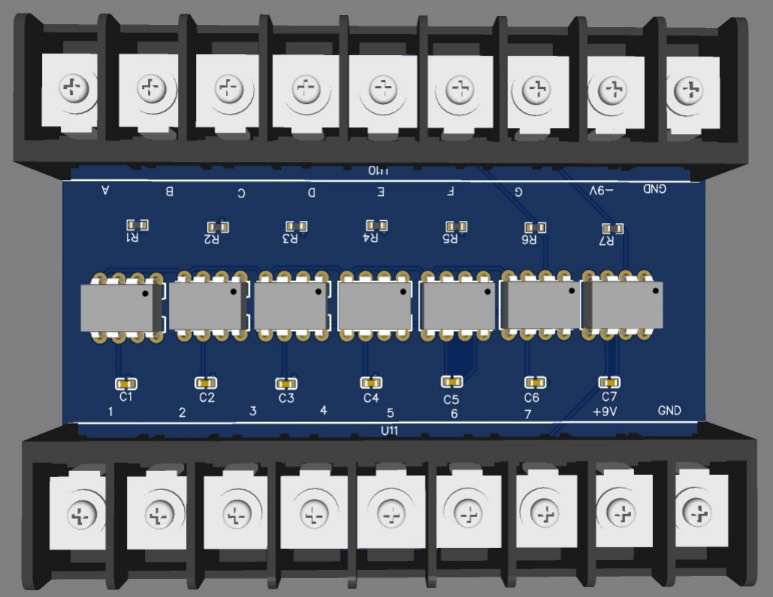 U10
A B C D E F G -9V GND
R1 R2 R3 R4 R5 R6 R7
C1 C2 C3 C4 C5 C6 C7
1 2 3 4 5 6 7 +9V GND
U11